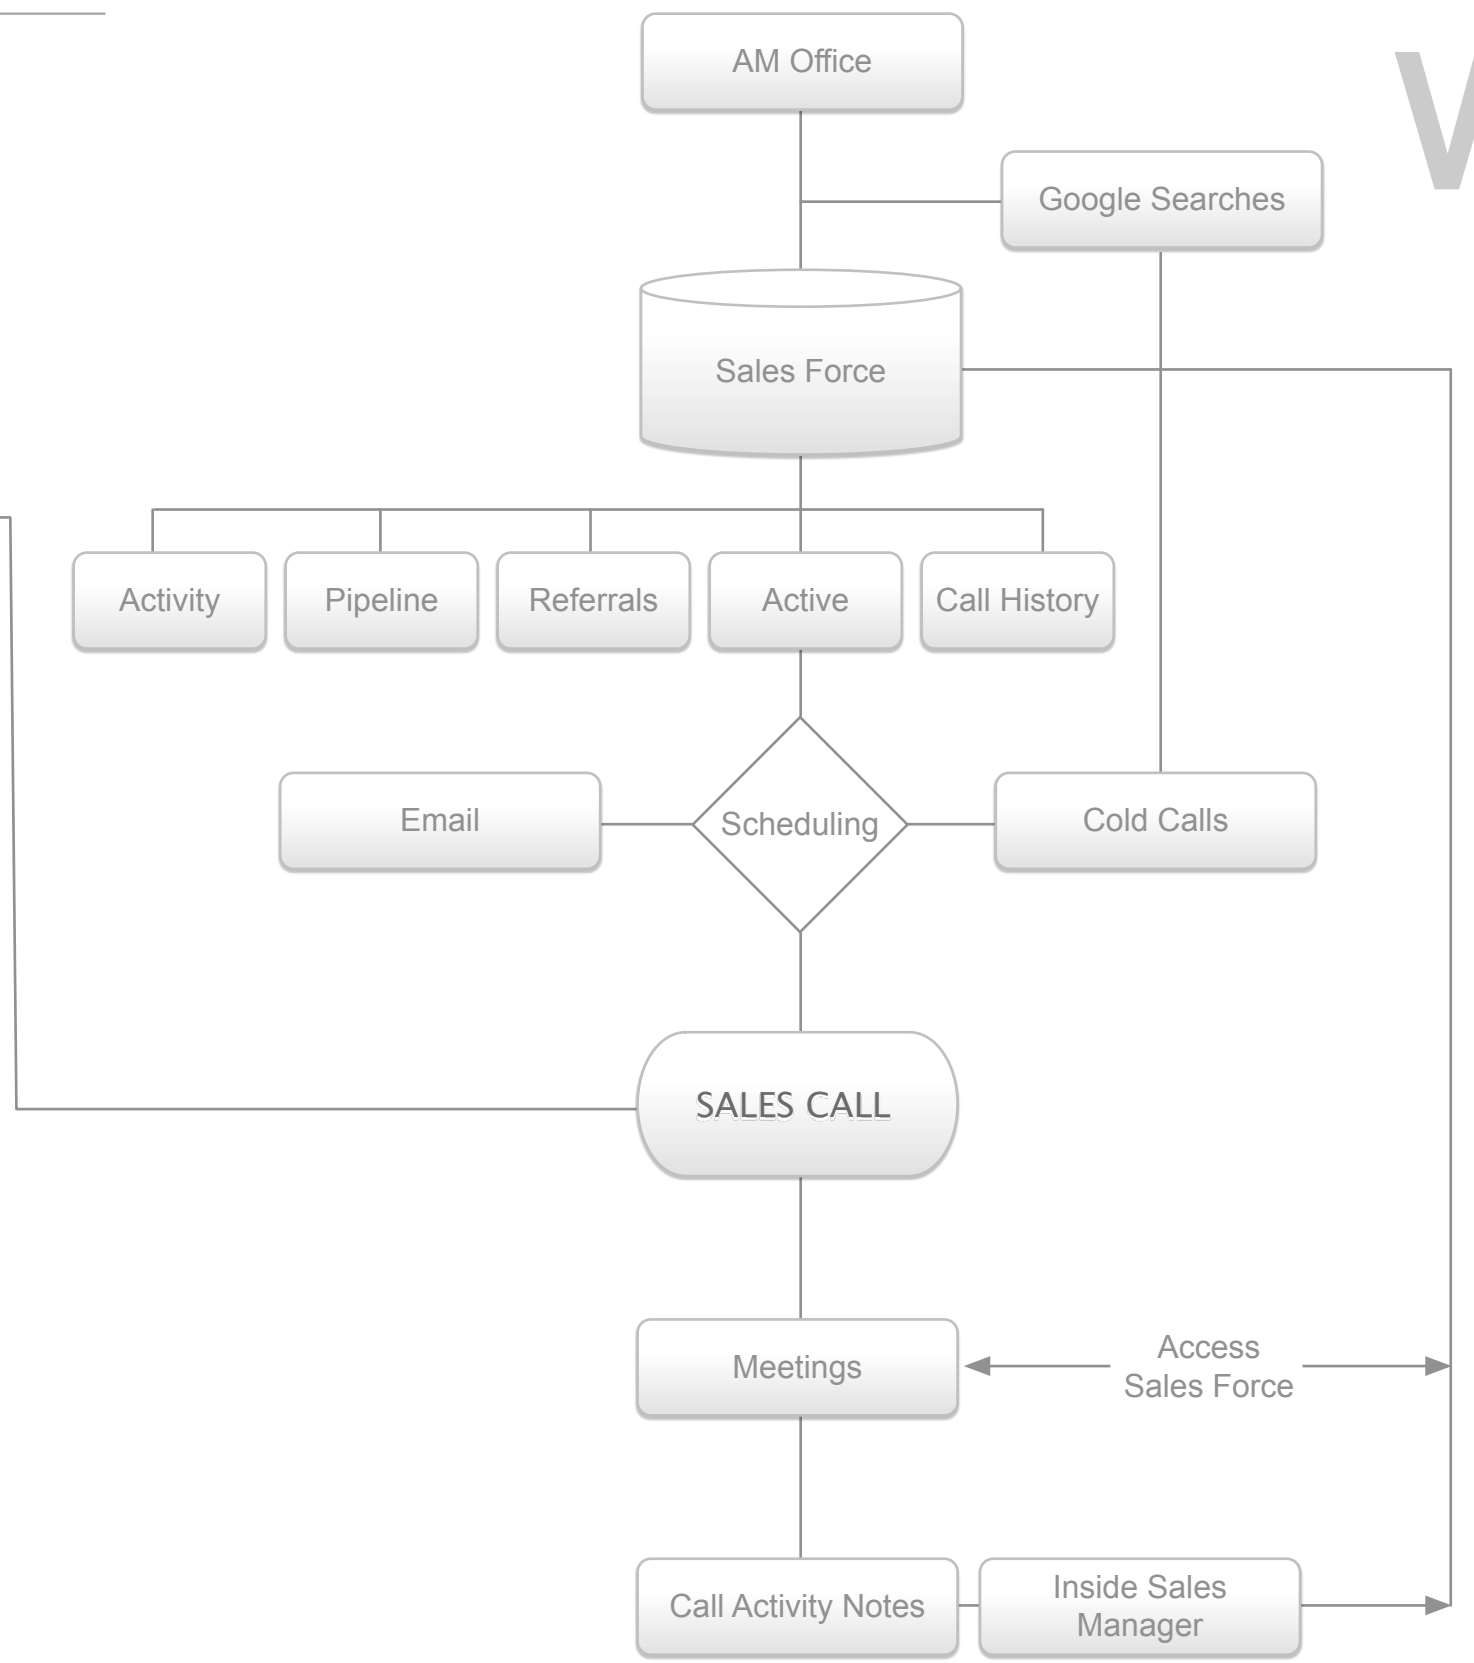 AM Office
Google Searches
Sales Force
Activity
Pipeline
Referrals
Active
Call History
Email
Scheduling
Cold Calls
SALES CALL
Meetings
Access
Sales Force
Call Activity Notes
Inside Sales
Manager